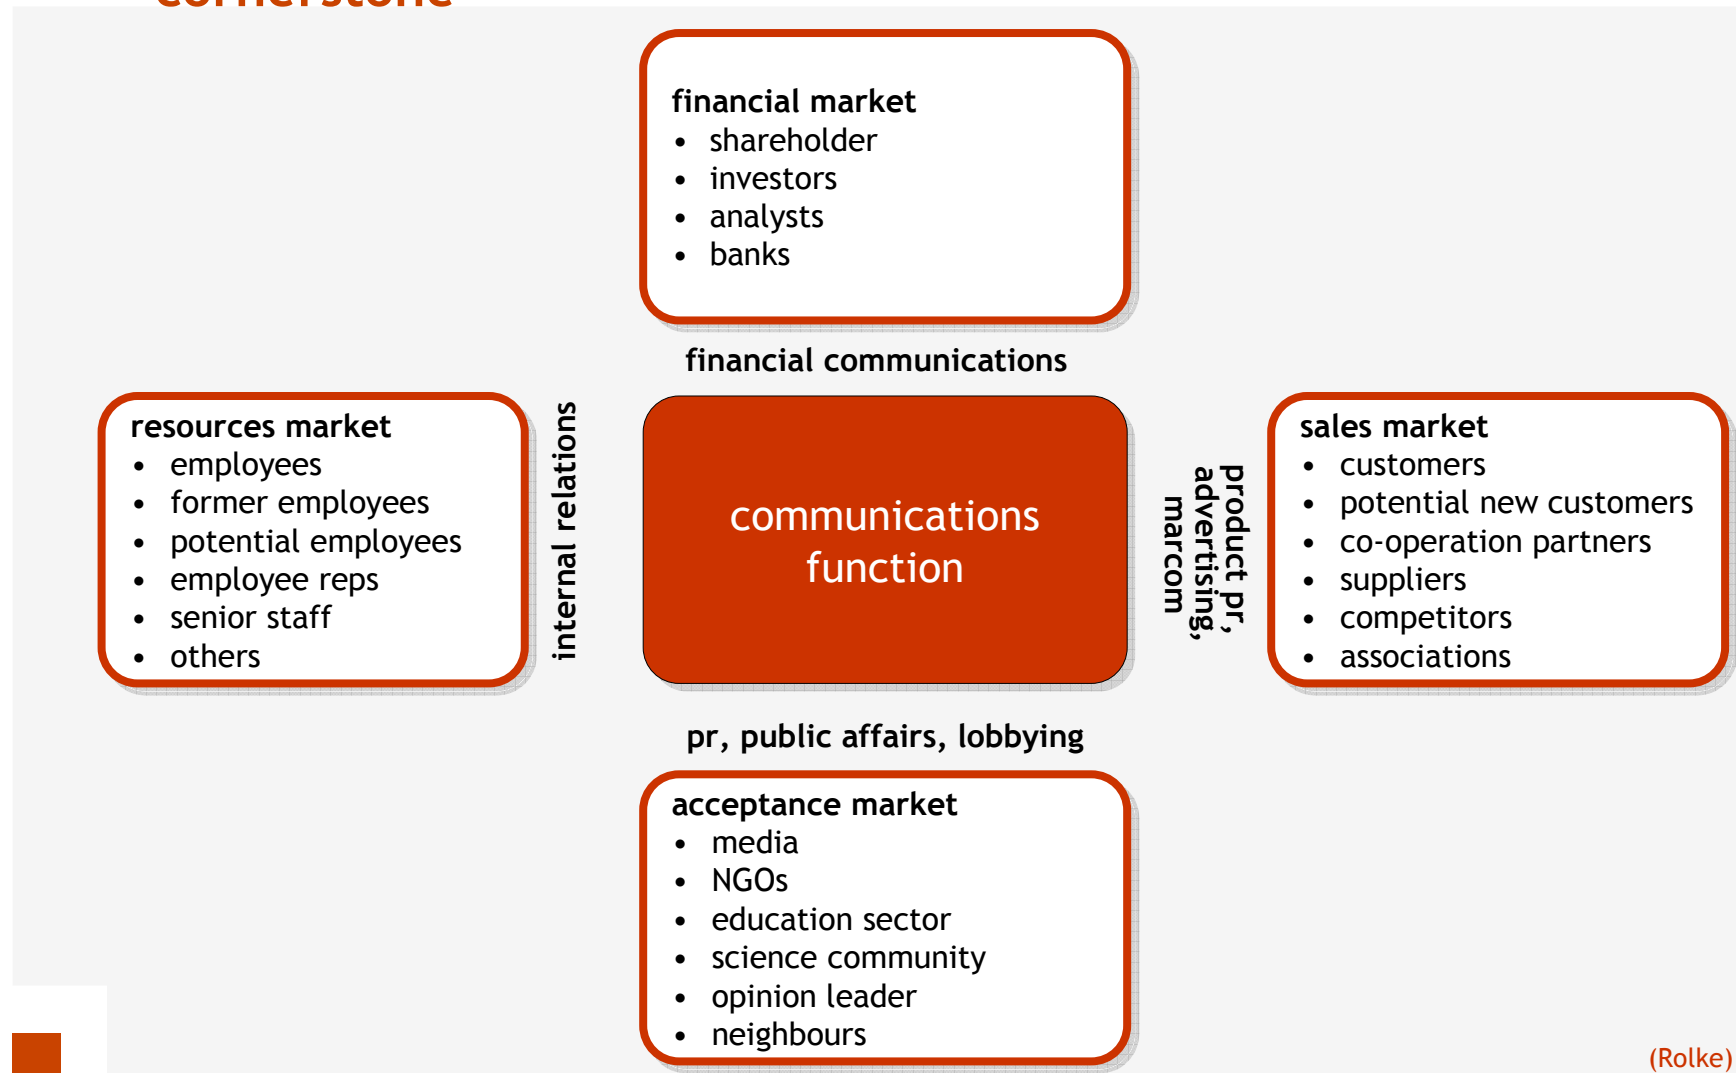 cornerstone
financial market
• shareholder
• investors
• analysts
• banks
financial communications
resources market
• employees
• former employees
• potential employees
• employee reps
• senior staff
• others
internal relations
communications
function
product pr,
advertising,
marcom
sales market
• customers
• potential new customers
• co-operation partners
• suppliers
• competitors
• associations
pr, public affairs, lobbying
acceptance market
• media
• NGOs
• education sector
• science community
• opinion leader
• neighbours
(Rolke)